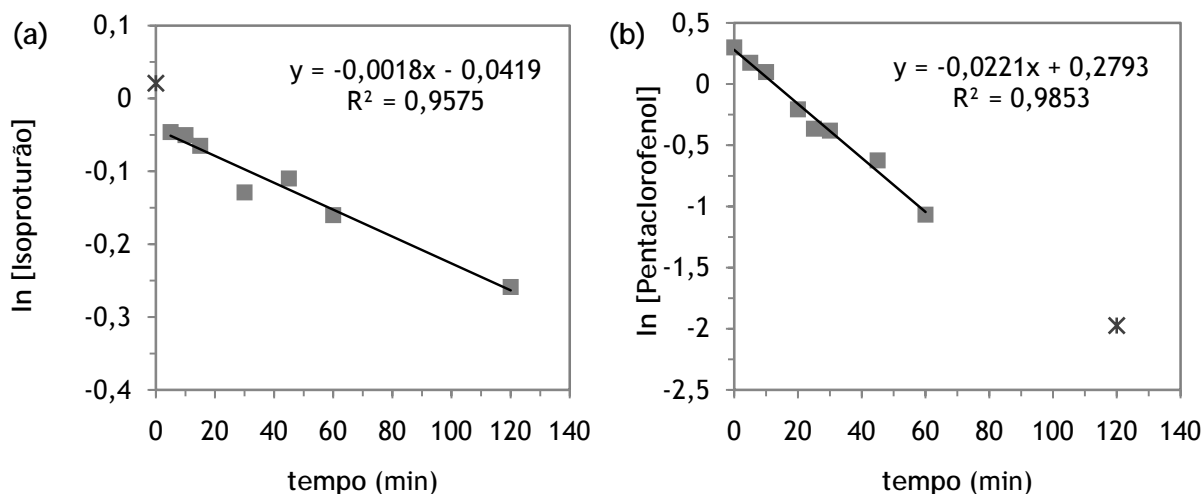 (a)
0,1
0
-0,1
-0,2
-0,3
-0,4
ln [Isoproturão]
y = -0,0018x - 0,0419
R² = 0,9575
0 20 40 60 80 100 120 140
tempo (min)
(b)
0,5
0
-0,5
-1
-1,5
-2
-2,5
ln [Pentaclorofenol]
y = -0,0221x + 0,2793
R² = 0,9853
0 20 40 60 80 100 120 140
tempo (min)